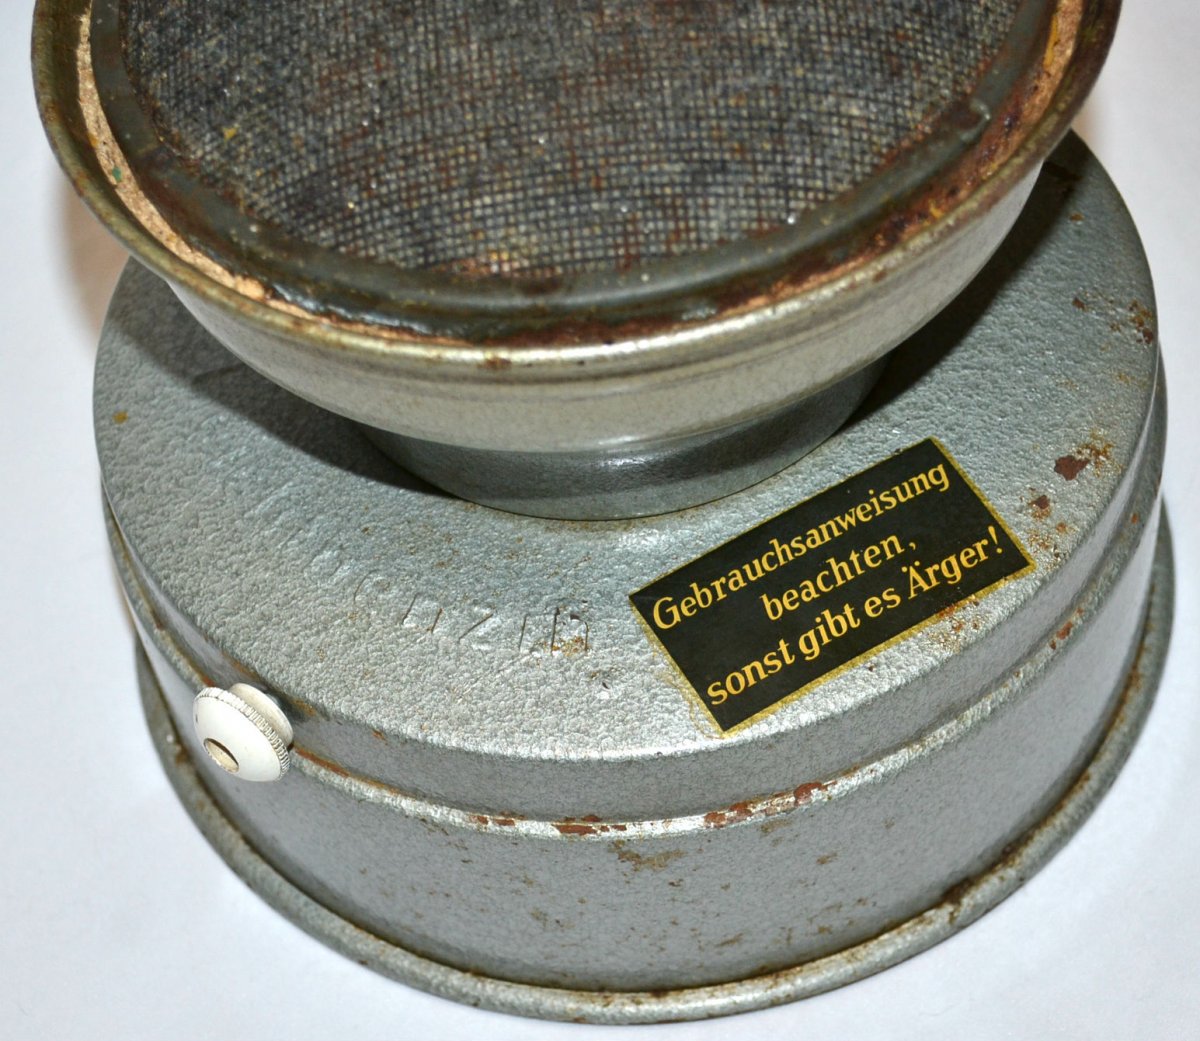 Gebrauchsanweisung
beachten,
sonst gibt es Ärger!